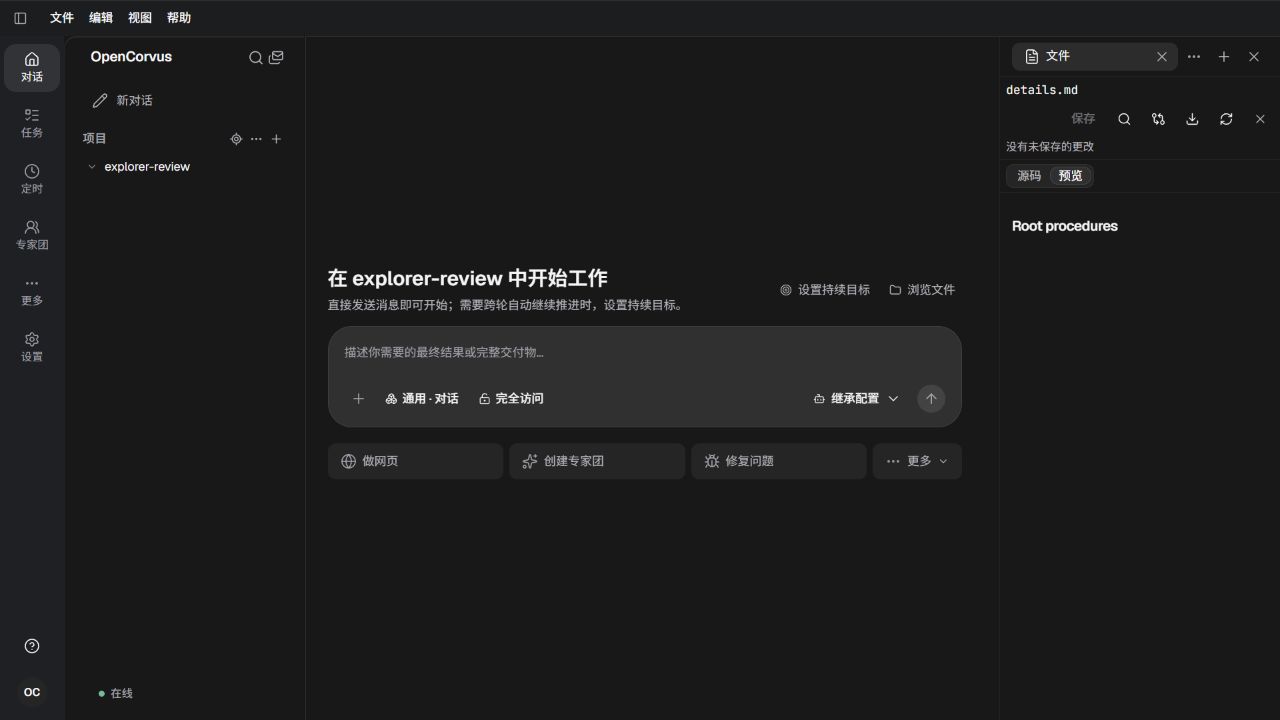 文件 编辑 视图 帮助
对话
任务
定时
专家团
更多
设置
OC
OpenCorvus
新对话
项目
explorer-review
在线
在 explorer-review 中开始工作
直接发送消息即可开始；需要跨轮自动继续推进时，设置持续目标。
设置持续目标 浏览文件
描述你需要的最终结果或完整交付物...
通用 · 对话 完全访问 继承配置
做网页 创建专家团 修复问题 更多
文件
details.md
保存
没有未保存的更改
源码 预览
Root procedures